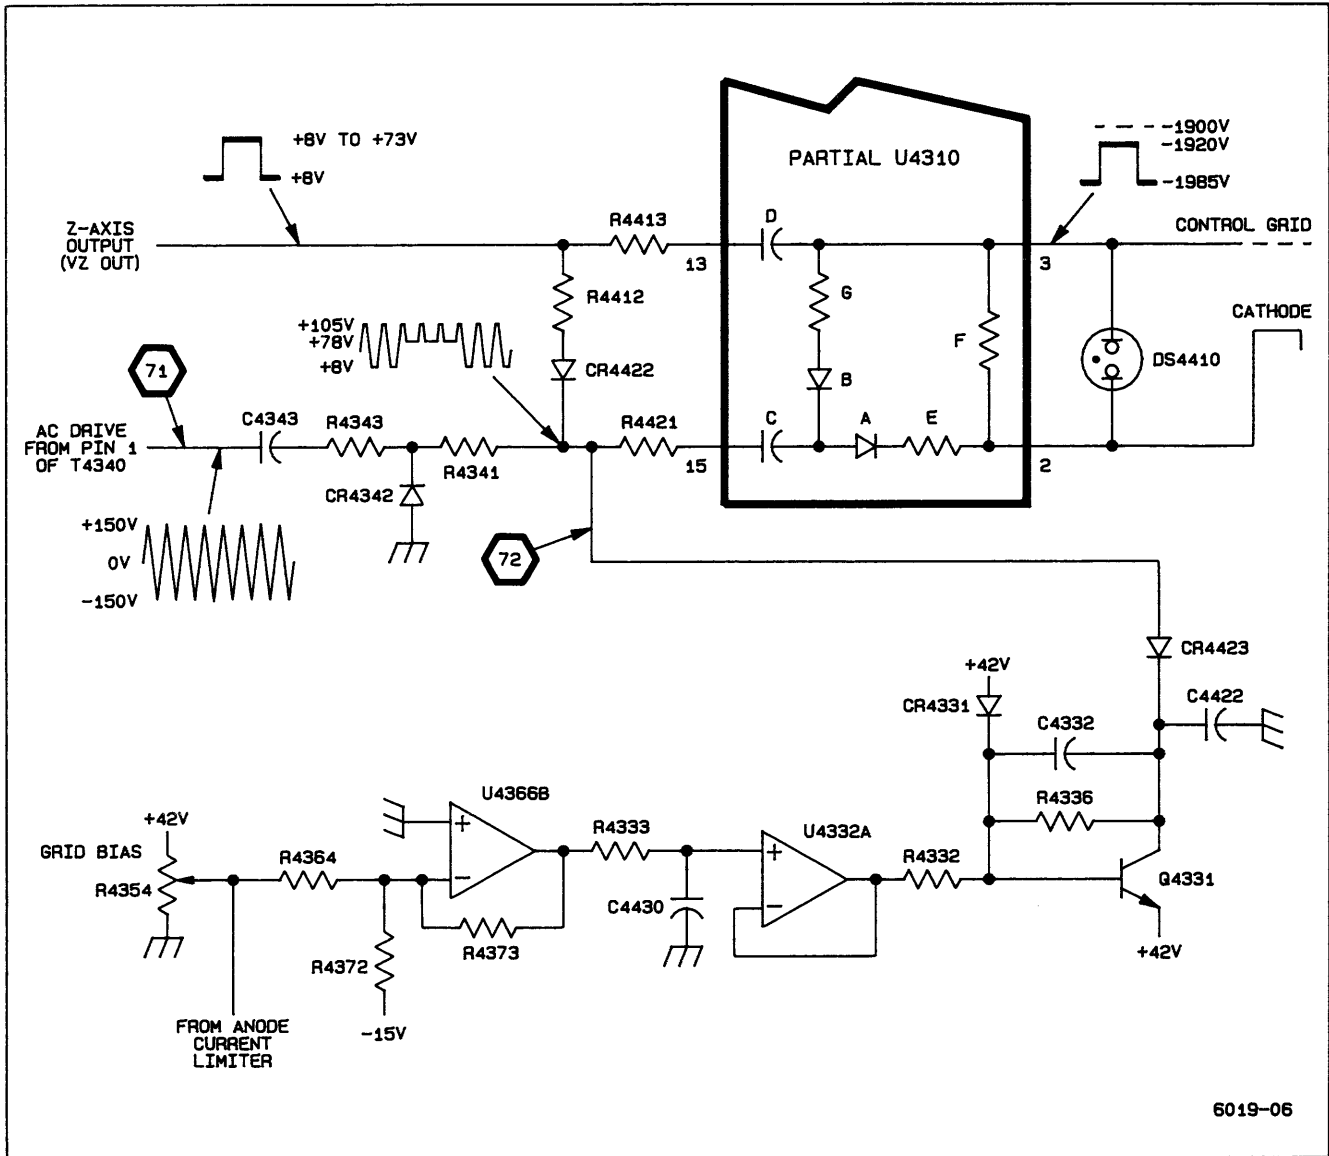 +8V TO +73V
+8V
Z-AXIS
OUTPUT
(VZ OUT)
R4413
13
D
PARTIAL U4310
-1900V
-1920V
-1985V
CONTROL GRID
3
R4412
G
F
CATHODE
+105V
+78V
+8V
CR4422
B
DS4410
71
AC DRIVE
FROM PIN 1
OF T4340
C4343
R4343
R4341
R4421
15
C
A
E
2
CR4342
+150V
0V
-150V
72
CR4423
+42V
CR4331
C4332
C4422
R4336
+42V
GRID BIAS
R4354
R4364
U4366B
+
-
R4333
U4332A
+
-
R4332
Q4331
C4430
R4373
R4372
+42V
-15V
FROM ANODE
CURRENT
LIMITER
6019-06